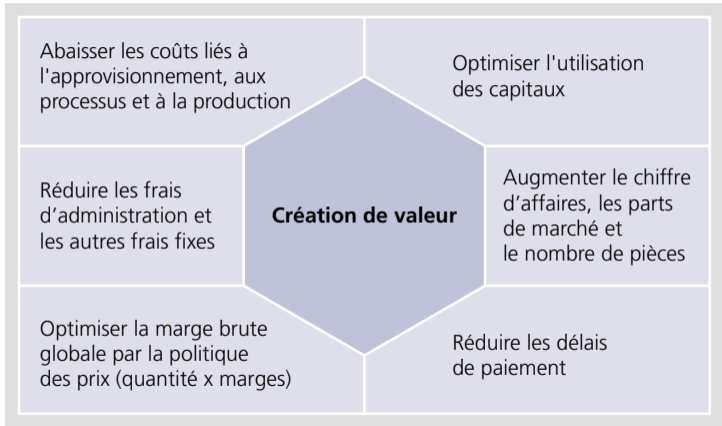 Abaisser les coûts liés à
l'approvisionnement, aux
processus et à la production
Optimiser l'utilisation
des capitaux
Réduire les frais
d’administration et
les autres frais fixes
Création de valeur
Augmenter le chiffre
d’affaires, les parts
de marché et
le nombre de pièces
Optimiser la marge brute
globale par la politique
des prix (quantité x marges)
Réduire les délais
de paiement